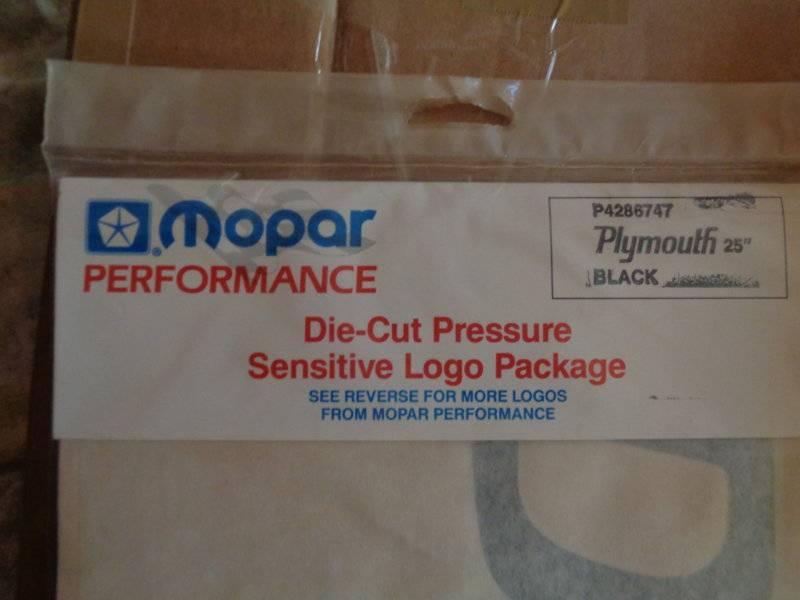 Mopar
PERFORMANCE
P4286747
Plymouth 25"
BLACK
Die-Cut Pressure
Sensitive Logo Package
SEE REVERSE FOR MORE LOGOS
FROM MOPAR PERFORMANCE